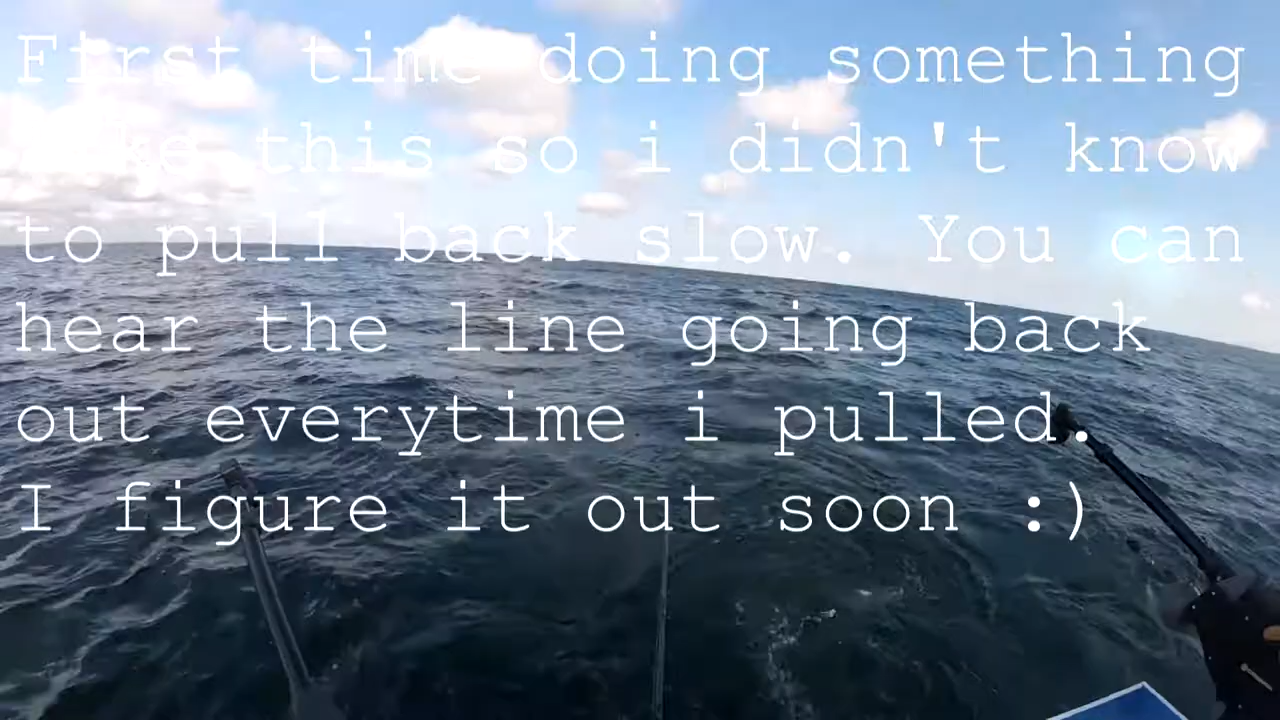 First time doing something
like this so i didn't know
to pull back slow. You can
hear the line going back
out everytime i pulled.
I figure it out soon :)